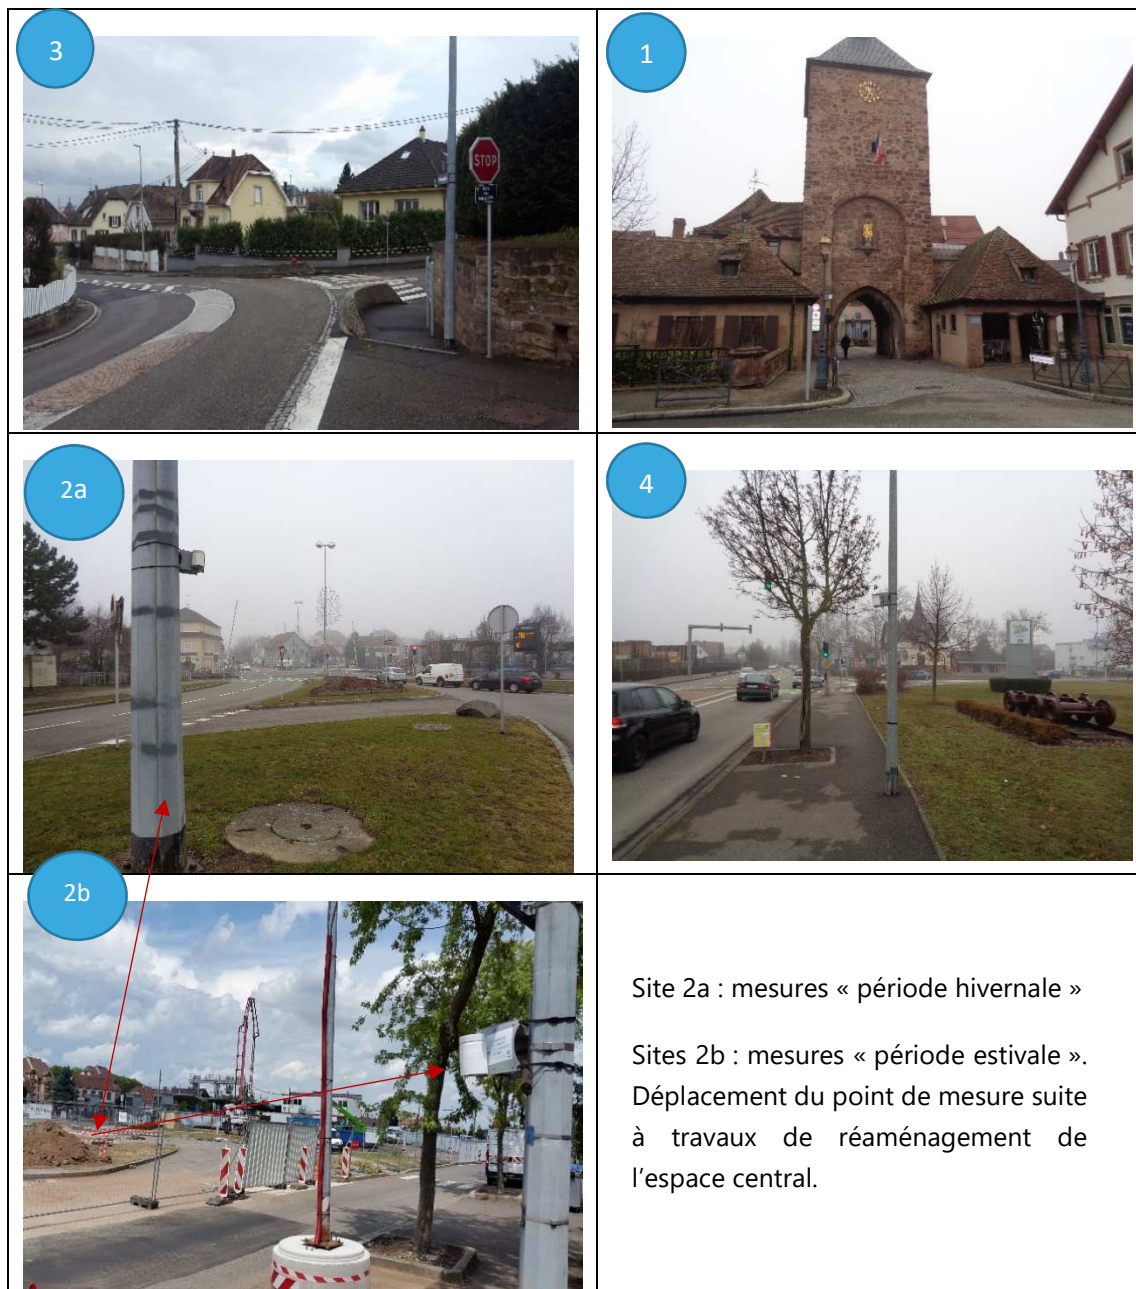 3
1
STOP
2a
4
2b
Site 2a : mesures « période hivernale »
Sites 2b : mesures « période estivale ».
Déplacement du point de mesure suite
à travaux de réaménagement de
l’espace central.